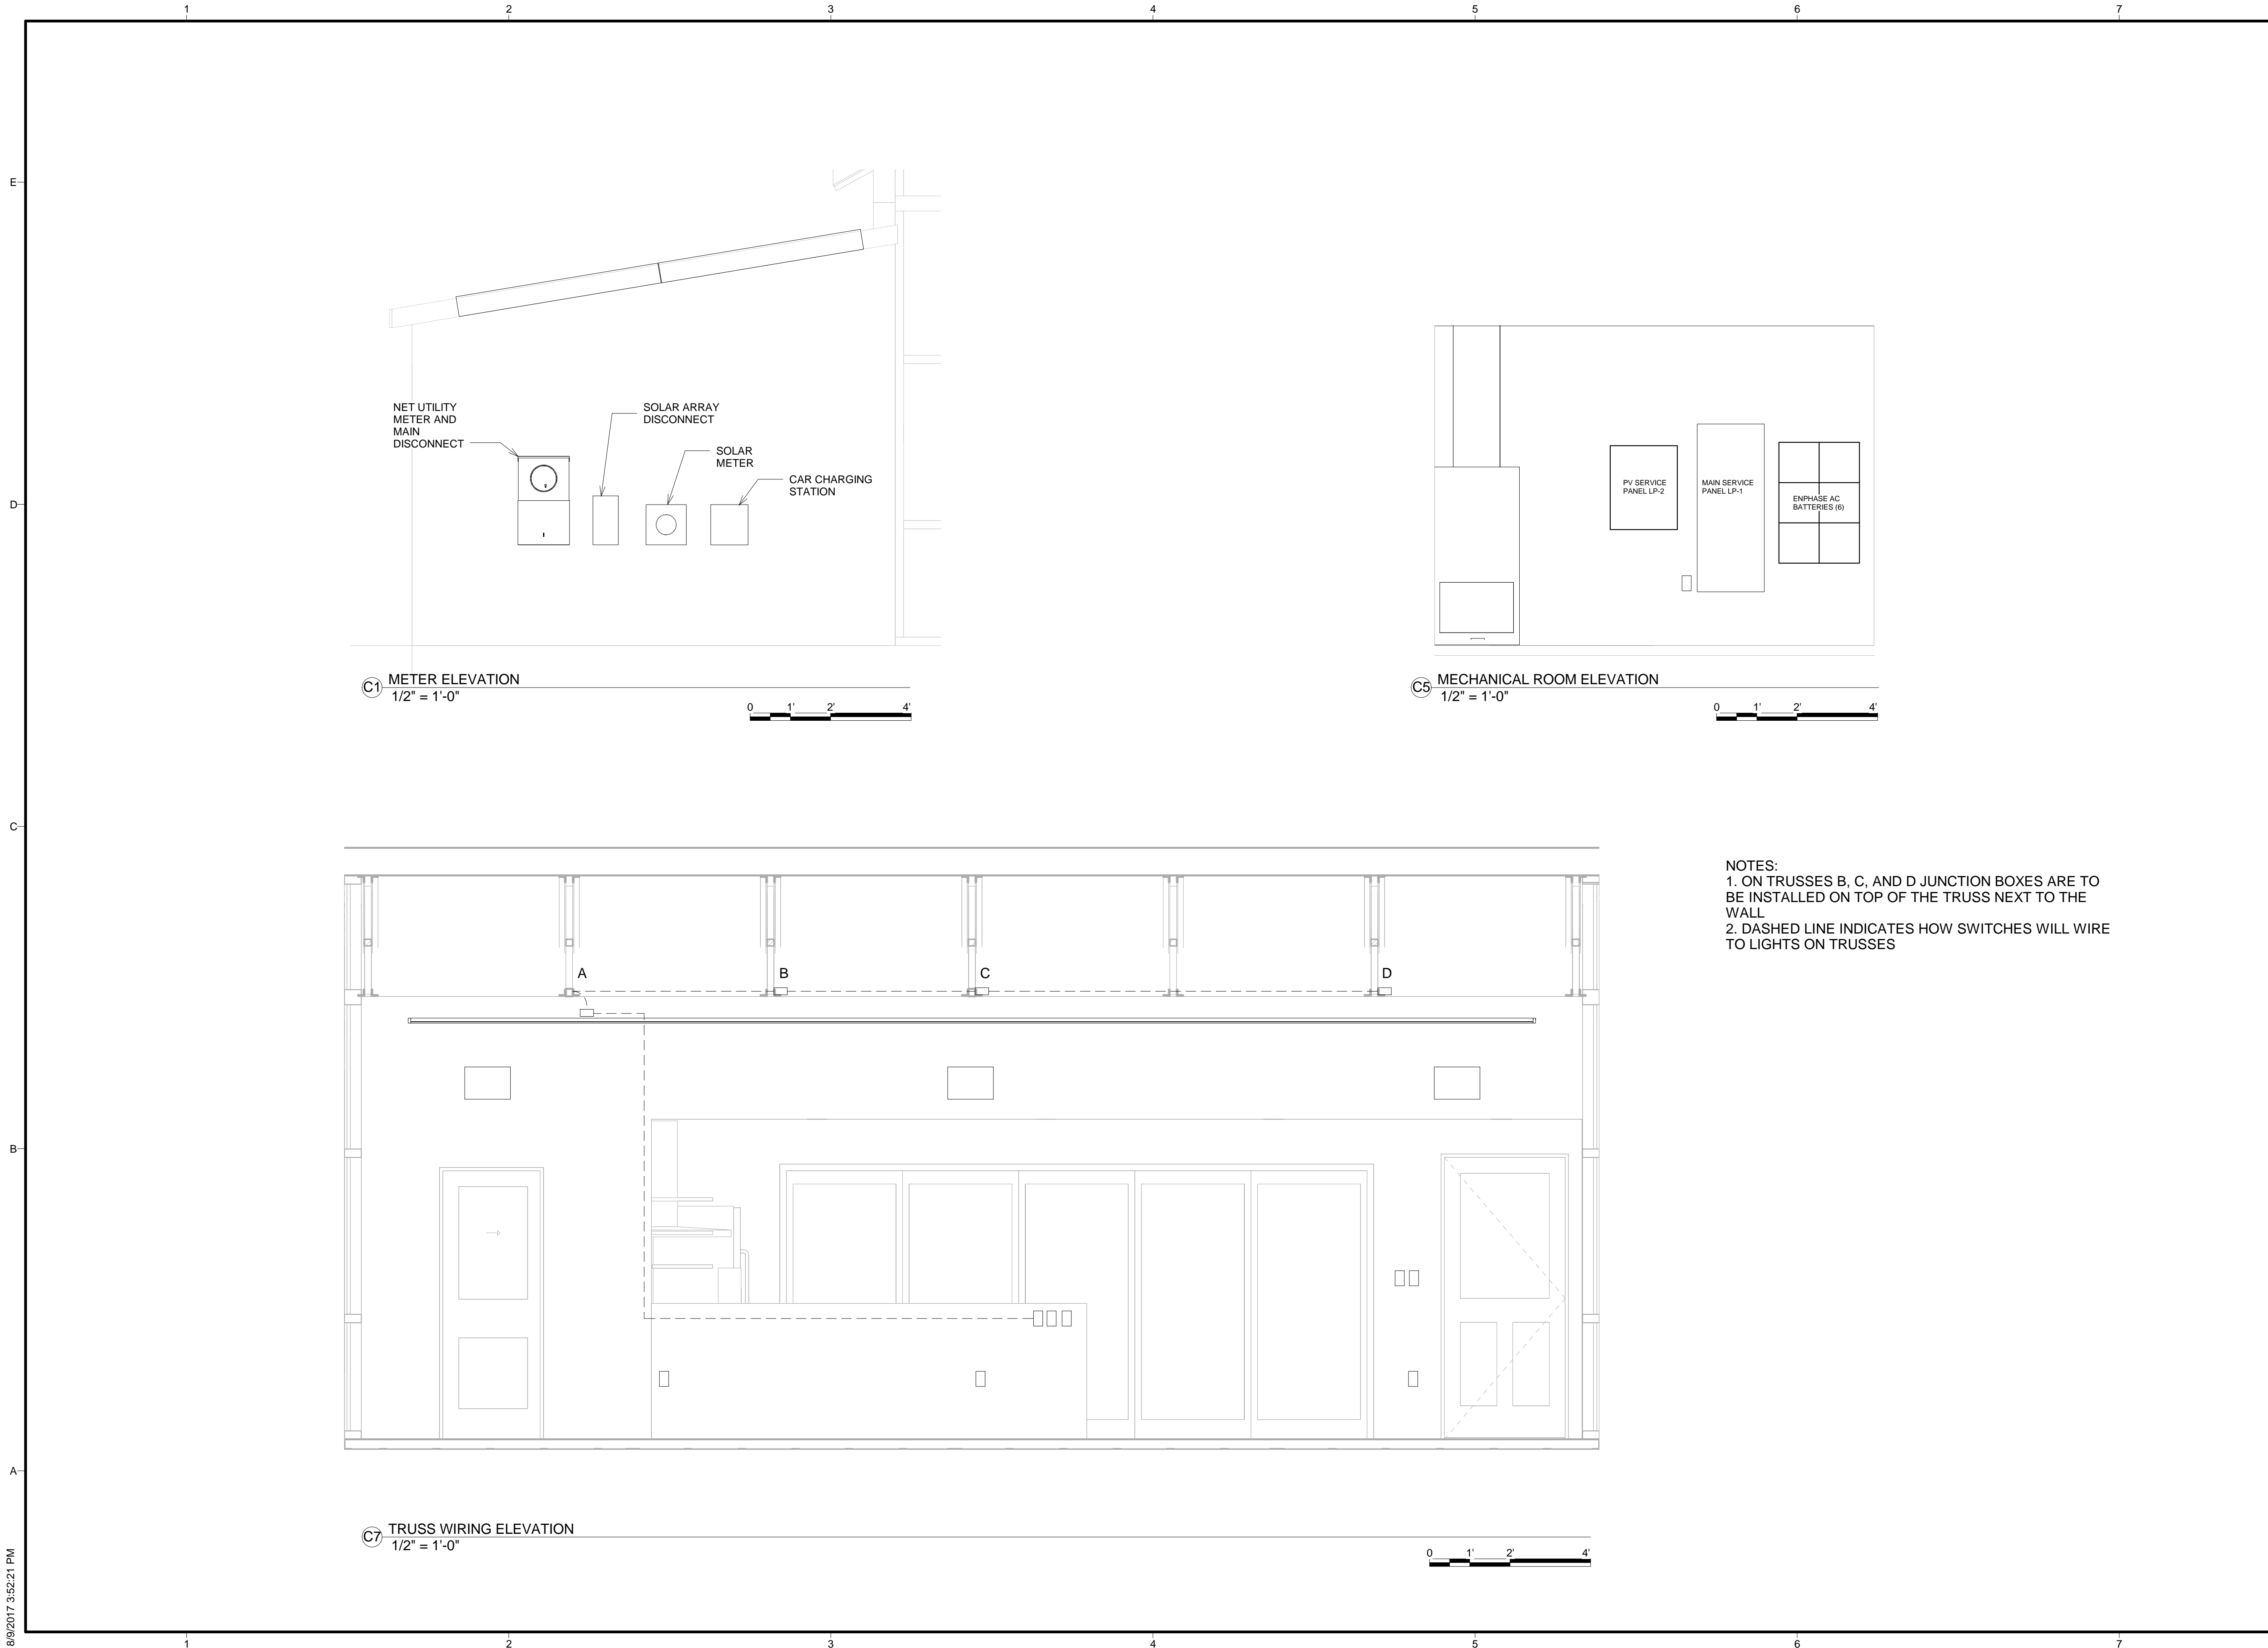 1 2 3 4 5 6 7
E
D
C
B
A
NET UTILITY
METER AND
MAIN
DISCONNECT
SOLAR ARRAY
DISCONNECT
SOLAR
METER
CAR CHARGING
STATION
C1 METER ELEVATION
1/2" = 1'-0"
0 1' 2' 4'
PV SERVICE
PANEL LP-2
MAIN SERVICE
PANEL LP-1
ENPHASE AC
BATTERIES (6)
C5 MECHANICAL ROOM ELEVATION
1/2" = 1'-0"
0 1' 2' 4'
A B C D
NOTES:
1. ON TRUSSES B, C, AND D JUNCTION BOXES ARE TO
BE INSTALLED ON TOP OF THE TRUSS NEXT TO THE
WALL
2. DASHED LINE INDICATES HOW SWITCHES WILL WIRE
TO LIGHTS ON TRUSSES
C7 TRUSS WIRING ELEVATION
1/2" = 1'-0"
0 1' 2' 4'
8/9/2017 3:52:21 PM
1 2 3 4 5 6 7